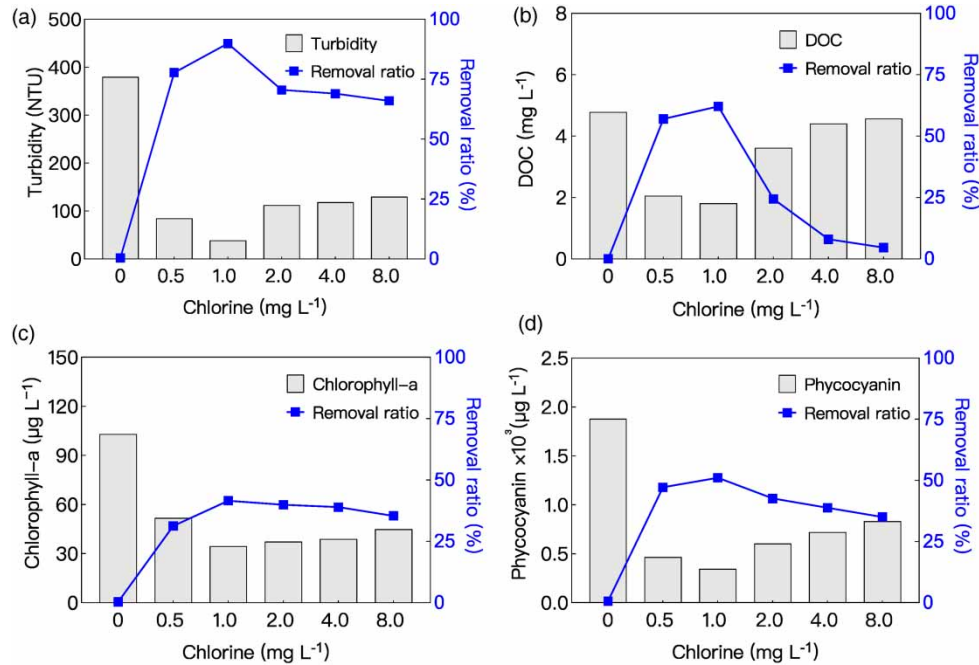 (a)
500
400
300
200
100
0
Turbidity (NTU)
Turbidity
Removal ratio
100
75
50
25
0
Removal ratio (%)
0 0.5 1.0 2.0 4.0 8.0
Chlorine (mg L⁻¹)
(b)
8
6
4
2
0
DOC (mg L⁻¹)
DOC
Removal ratio
100
75
50
25
0
Removal ratio (%)
0 0.5 1.0 2.0 4.0 8.0
Chlorine (mg L⁻¹)
(c)
150
120
90
60
30
0
Chlorophyll-a (µg L⁻¹)
Chlorophyll-a
Removal ratio
100
75
50
25
0
Removal ratio (%)
0 0.5 1.0 2.0 4.0 8.0
Chlorine (mg L⁻¹)
(d)
2.5
2.0
1.5
1.0
0.5
0.0
Phycocyanin ×10³(µg L⁻¹)
Phycocyanin
Removal ratio
100
75
50
25
0
Removal ratio (%)
0 0.5 1.0 2.0 4.0 8.0
Chlorine (mg L⁻¹)